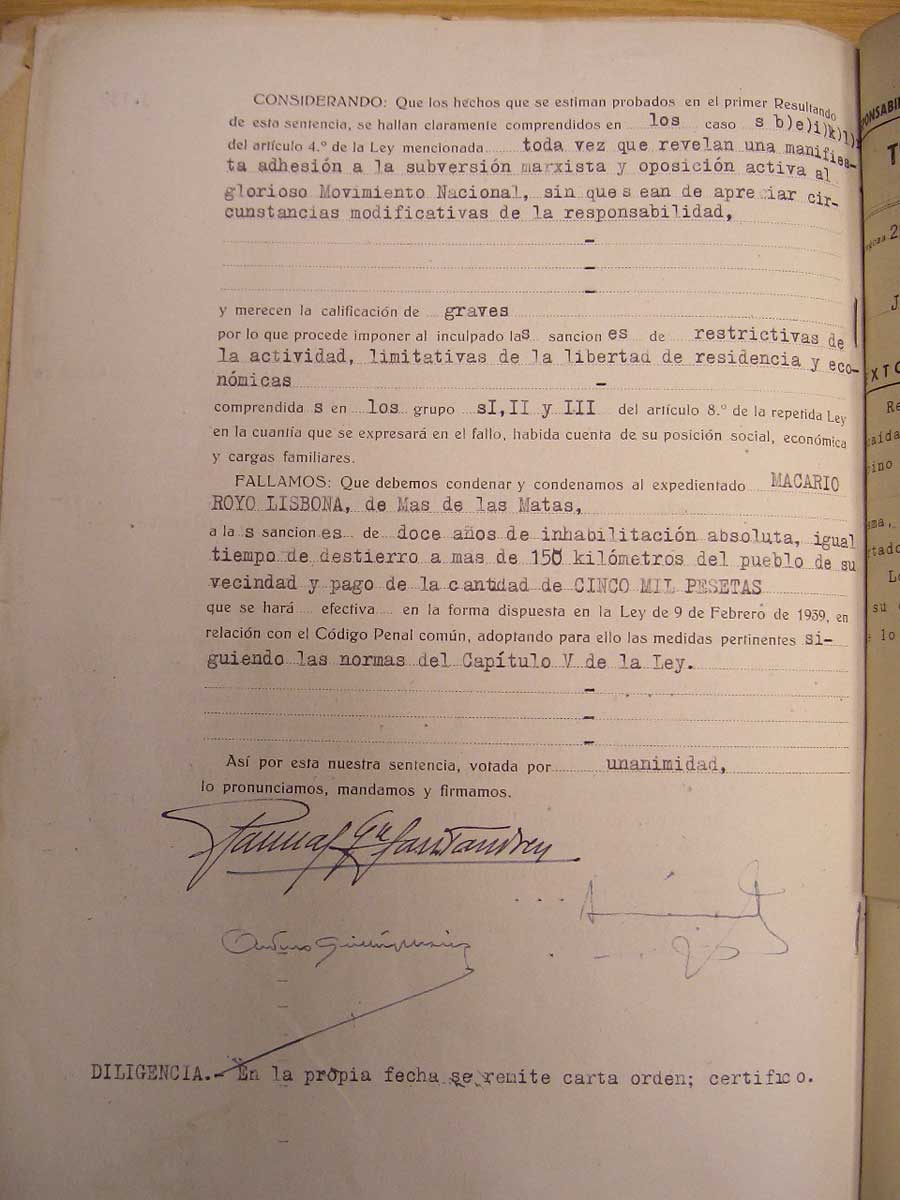 CONSIDERANDO: Que los hechos que se estiman probados en el primer Resultando
de esta sentencia, se hallan claramente comprendidos en los caso s b)e)i)k)l)
del artículo 4.º de la Ley mencionada toda vez que revelan una manifies-
ta adhesión a la subversión marxista y oposición activa al
glorioso Movimiento Nacional, sin que s ean de apreciar cir-
cunstancias modificativas de la responsabilidad,
-
-
-
y merecen la calificación de graves
por lo que procede imponer al inculpado las sancion es de restrictivas de
la actividad, limitativas de la libertad de residencia y eco-
nómicas -
comprendida s en los grupo sI,II y III del artículo 8.º de la repetida Ley
en la cuantía que se expresará en el fallo, habida cuenta de su posición social, económica
y cargas familiares.
FALLAMOS: Que debemos condenar y condenamos al expedientado MACARIO
ROYO LISBONA, de Mas de las Matas,
a la s sancion es de doce años de inhabilitación absoluta, igual
tiempo de destierro a mas de 150 kilómetros del pueblo de su
vecindad y pago de la cantidad de CINCO MIL PESETAS
que se hará efectiva en la forma dispuesta en la Ley de 9 de Febrero de 1939, en
relación con el Código Penal común, adoptando para ello las medidas pertinentes si-
guiendo las normas del Capítulo V de la Ley.
-
-
-
Así por esta nuestra sentencia, votada por unanimidad,
lo pronunciamos, mandamos y firmamos.
DILIGENCIA.- En la propia fecha se remite carta orden; certifico.